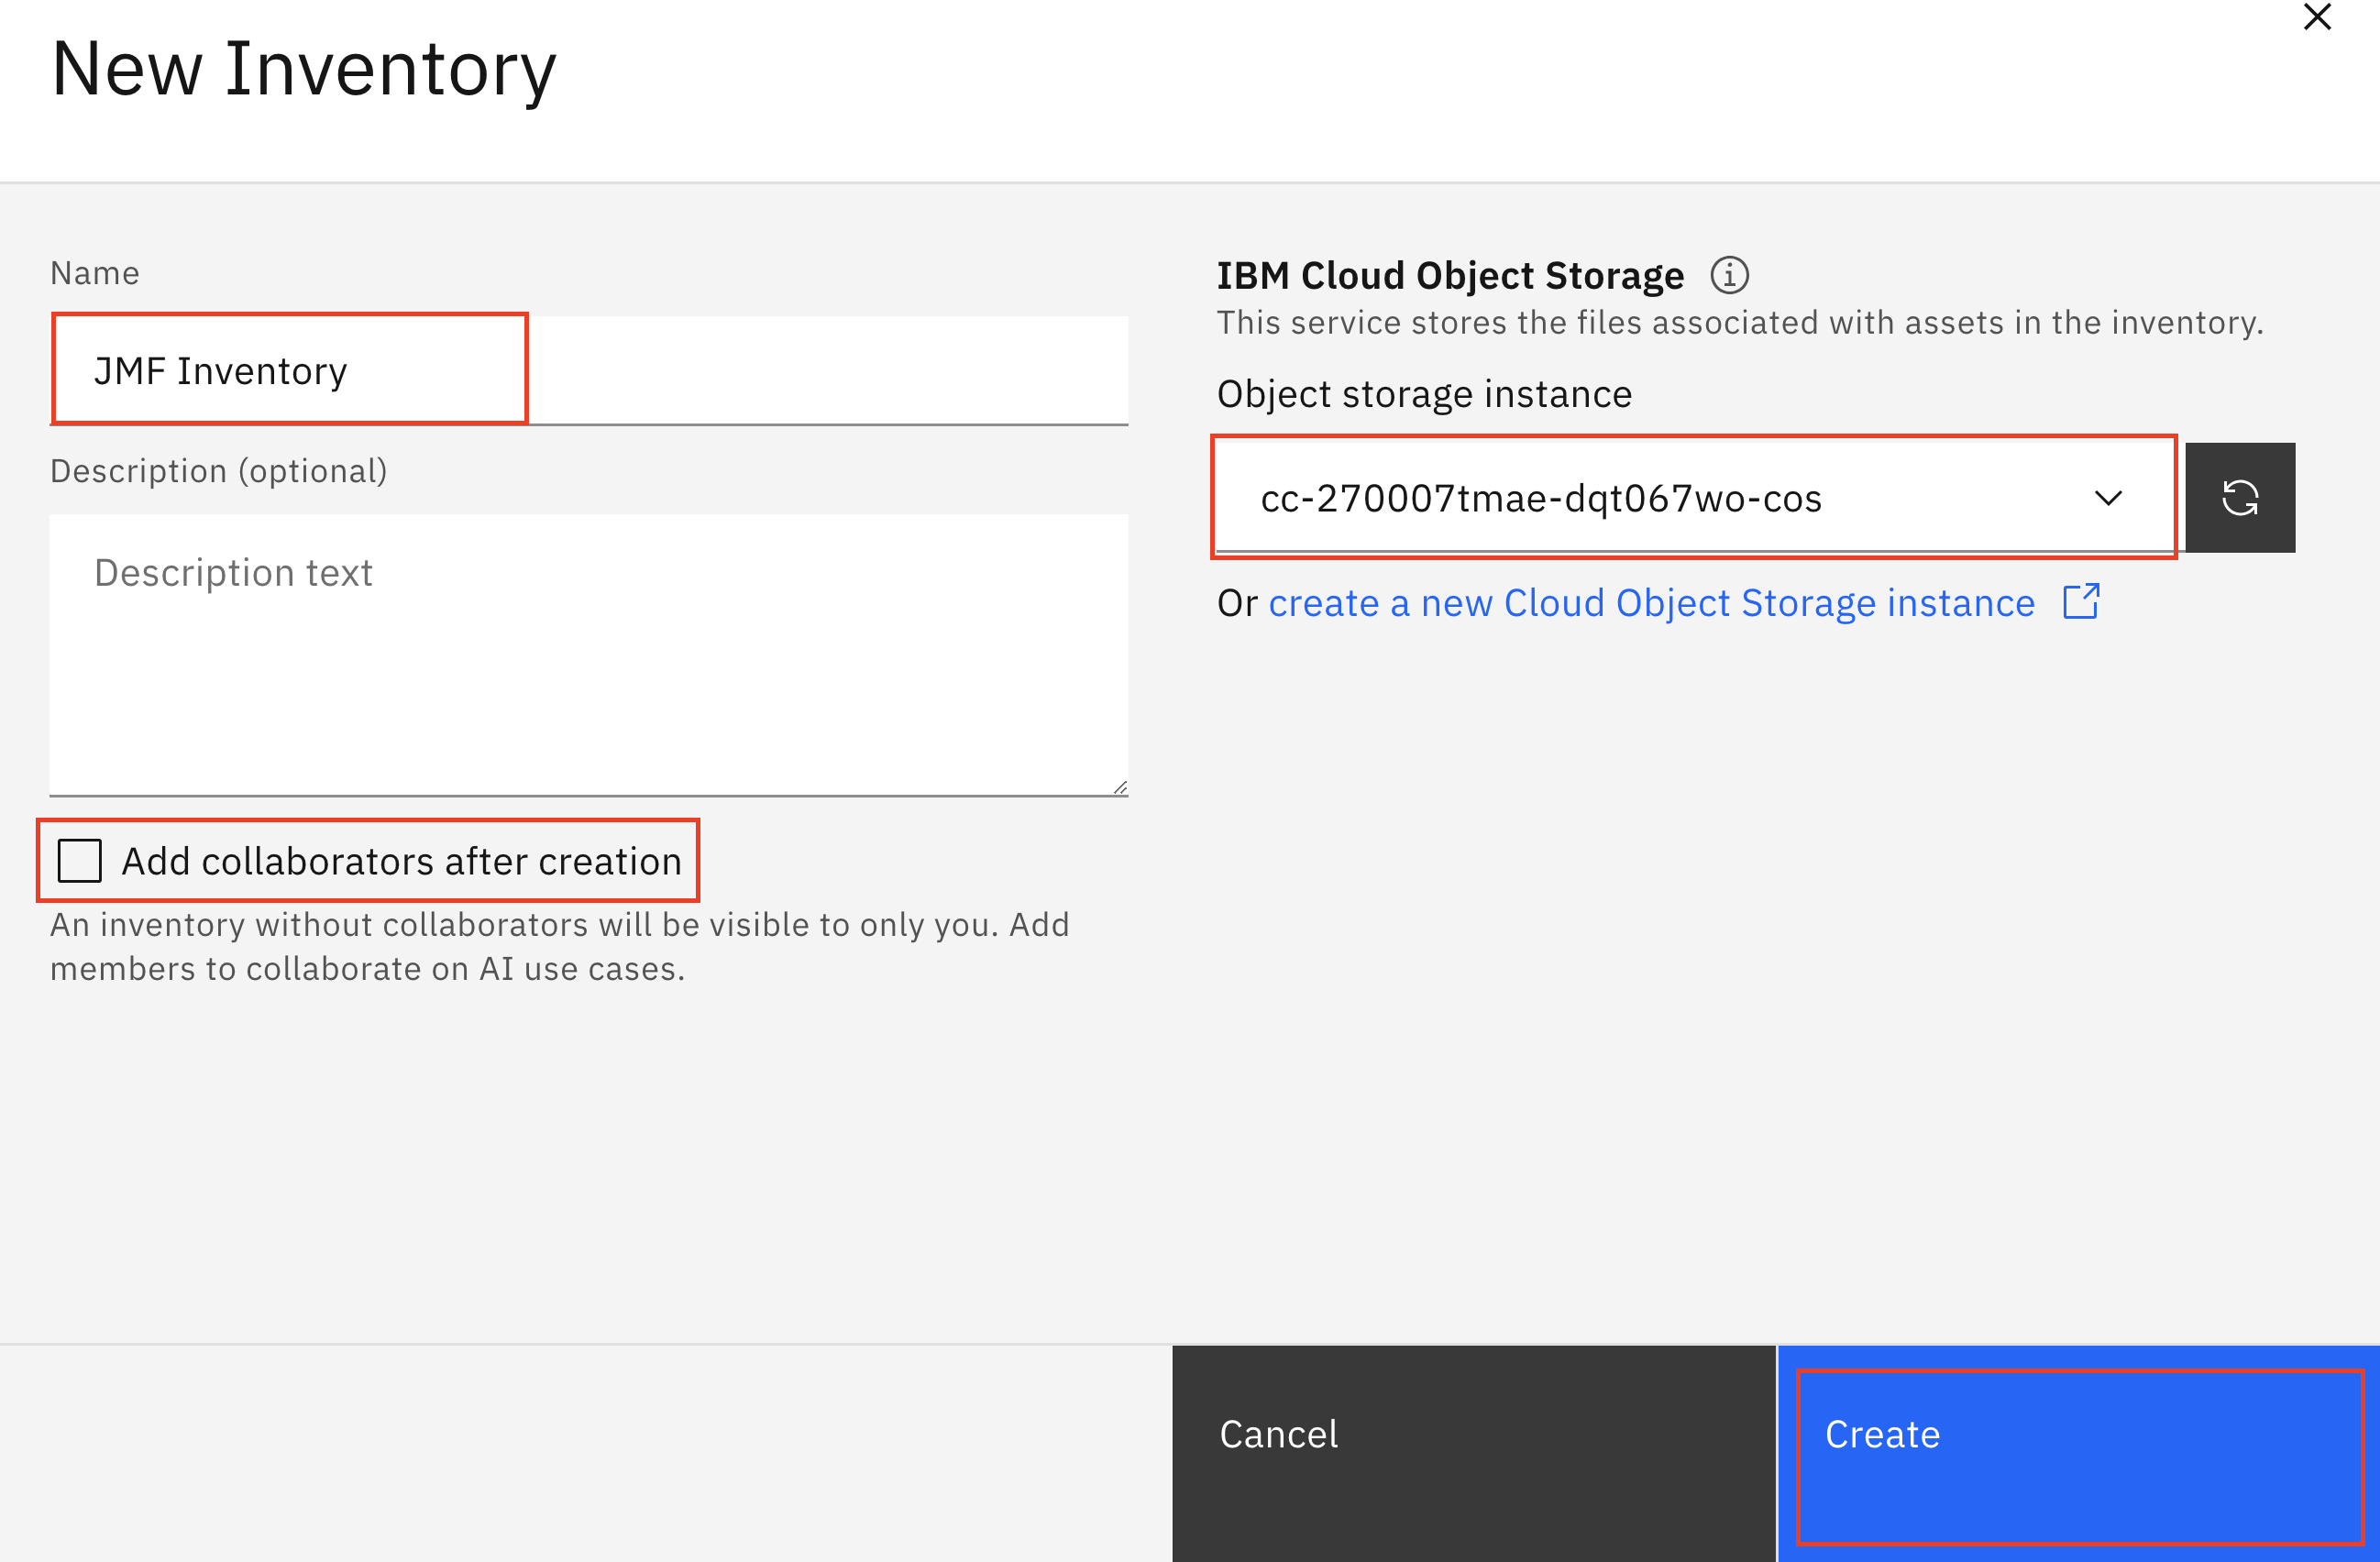 New Inventory
Name
JMF Inventory
Description (optional)
Description text
Add collaborators after creation
An inventory without collaborators will be visible to only you. Add
members to collaborate on AI use cases.
IBM Cloud Object Storage
This service stores the files associated with assets in the inventory.
Object storage instance
cc-270007tmae-dqt067wo-cos
Or create a new Cloud Object Storage instance
Cancel
Create